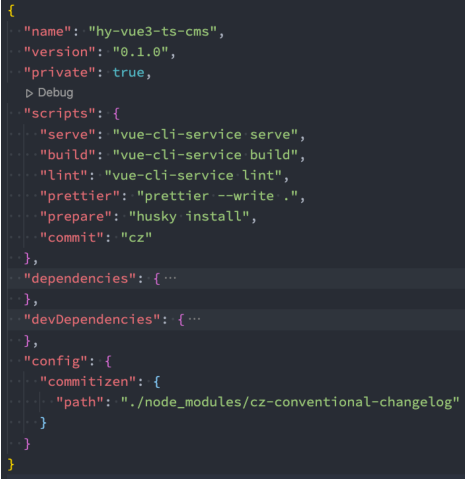 {
  "name": "hy-vue3-ts-cms",
  "version": "0.1.0",
  "private": true,
  ▷ Debug
  "scripts": {
    "serve": "vue-cli-service serve",
    "build": "vue-cli-service build",
    "lint": "vue-cli-service lint",
    "prettier": "prettier --write .",
    "prepare": "husky install",
    "commit": "cz"
  },
  "dependencies": {···
  },
  "devDependencies": {···
  },
  "config": {
    "commitizen": {
      "path": "./node_modules/cz-conventional-changelog"
    }
  }
}